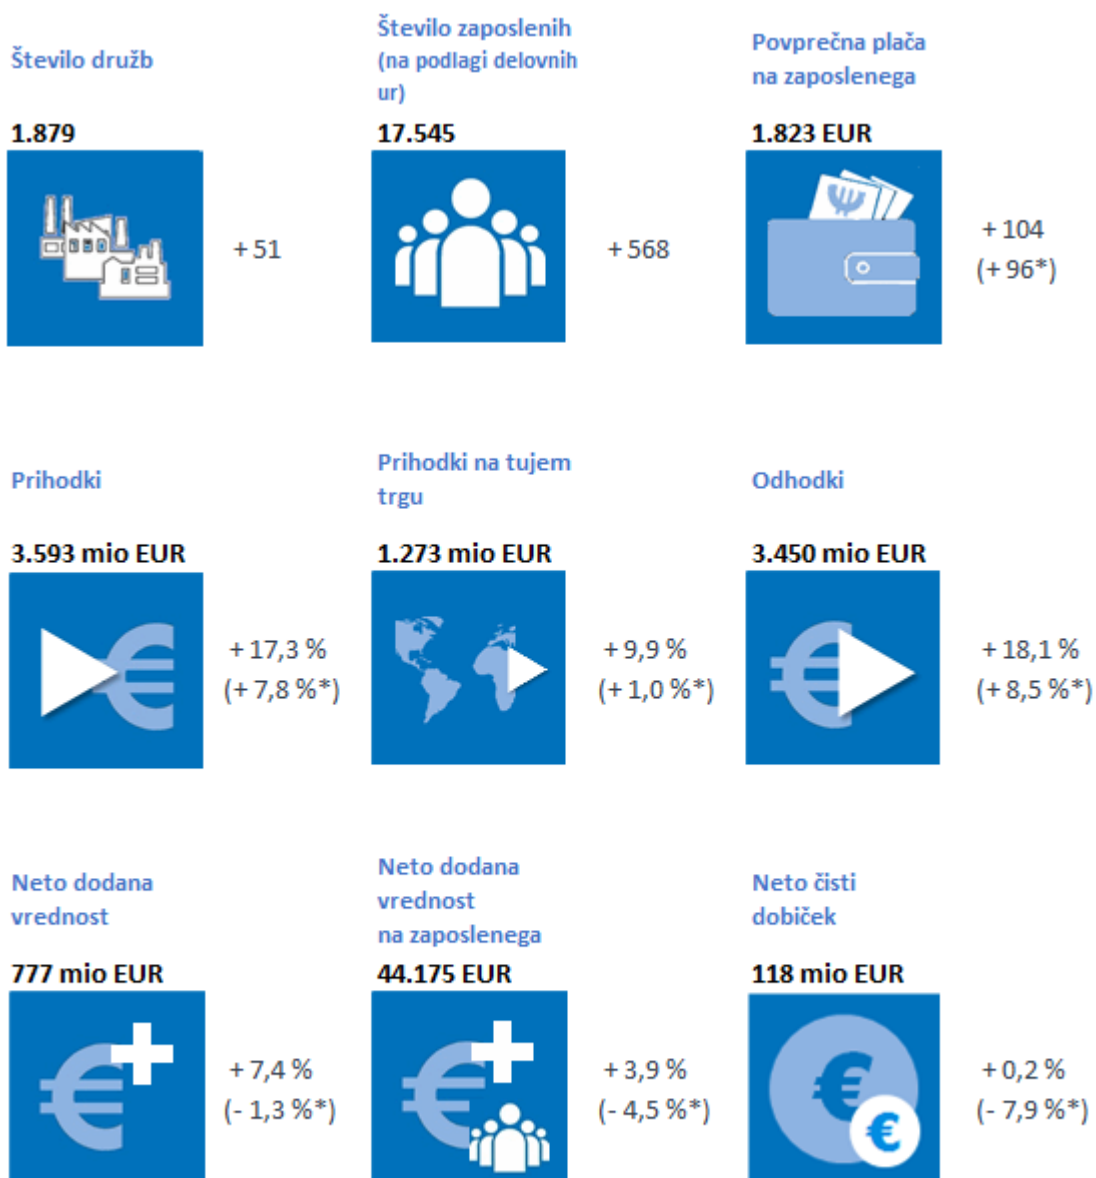 Število družb
1.879
+ 51
Število zaposlenih
(na podlagi delovnih
ur)
17.545
+ 568
Povprečna plača
na zaposlenega
1.823 EUR
+ 104
(+ 96*)
Prihodki
3.593 mio EUR
+ 17,3 %
(+ 7,8 %*)
Prihodki na tujem
trgu
1.273 mio EUR
+ 9,9 %
(+ 1,0 %*)
Odhodki
3.450 mio EUR
+ 18,1 %
(+ 8,5 %*)
Neto dodana
vrednost
777 mio EUR
+ 7,4 %
(- 1,3 %*)
Neto dodana
vrednost
na zaposlenega
44.175 EUR
+ 3,9 %
(- 4,5 %*)
Neto čisti
dobiček
118 mio EUR
+ 0,2 %
(- 7,9 %*)